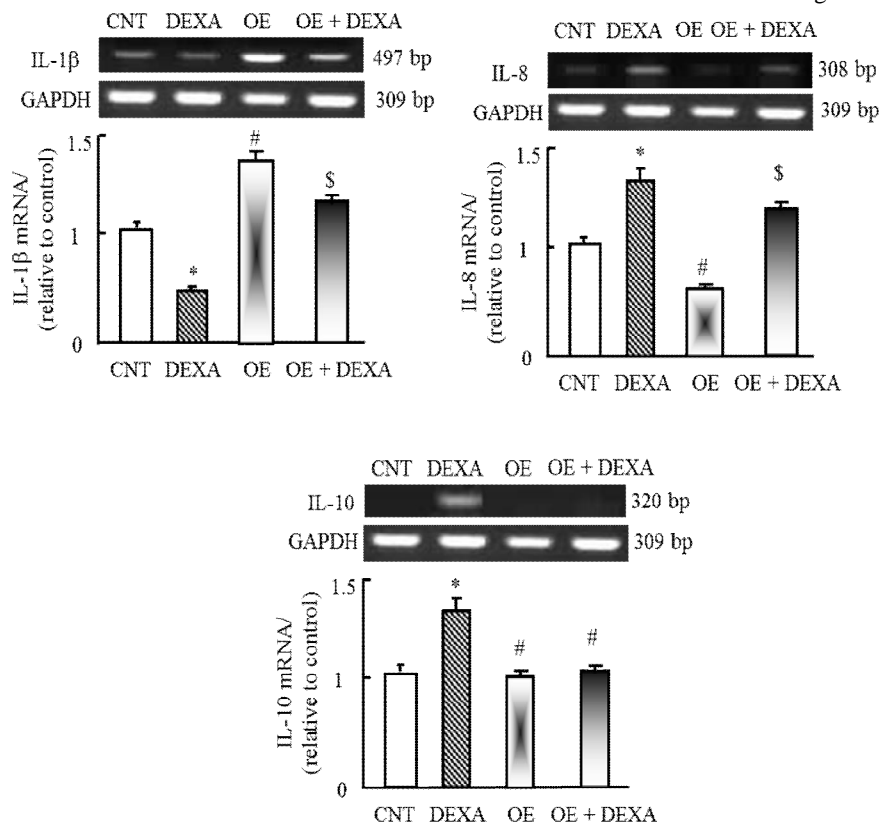 CNT DEXA OE OE + DEXA
IL-1β 497 bp
GAPDH 309 bp
1.5
1
0
IL-1β mRNA/
(relative to control)
*
#
$
CNT DEXA OE OE + DEXA
CNT DEXA OE OE + DEXA
IL-8 308 bp
GAPDH 309 bp
1.5
1
0
IL-8 mRNA/
(relative to control)
*
#
$
CNT DEXA OE OE + DEXA
CNT DEXA OE OE + DEXA
IL-10 320 bp
GAPDH 309 bp
1.5
1
0
IL-10 mRNA/
(relative to control)
*
#
#
CNT DEXA OE OE + DEXA